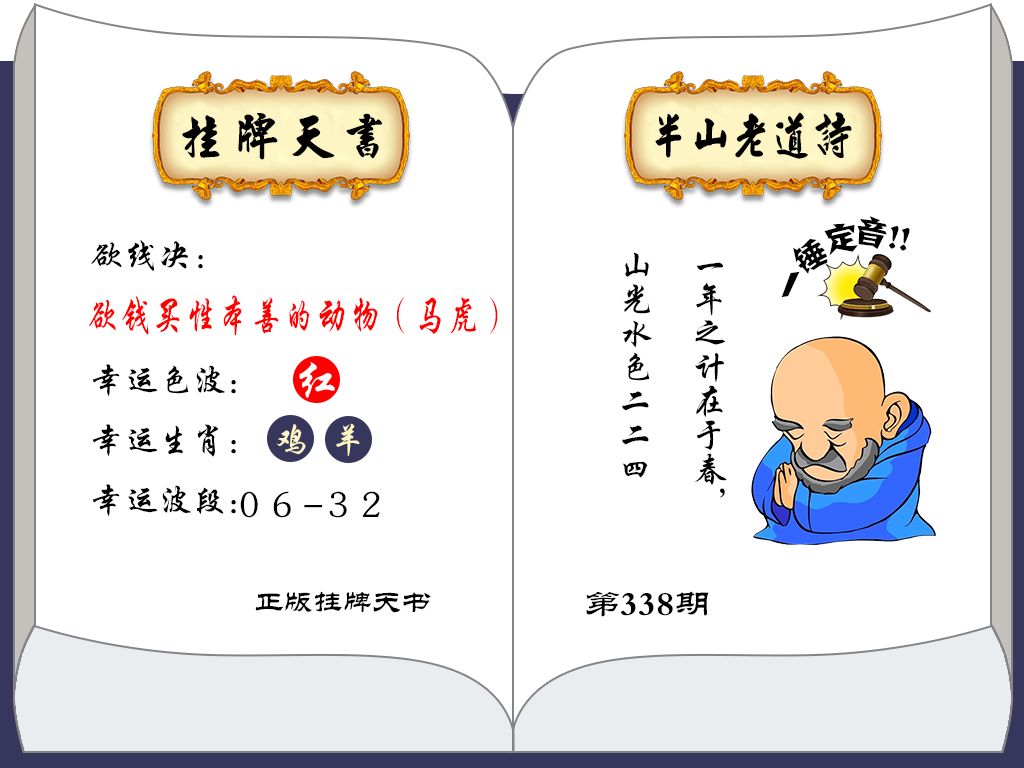 挂牌天書
欲线决：
欲钱买性本善的动物（马虎）
幸运色波： 红
幸运生肖： 鸡 羊
幸运波段:06-32
正版挂牌天书
半山老道詩
1锤定音!!
一年之计在于春，
山光水色二二四
第338期